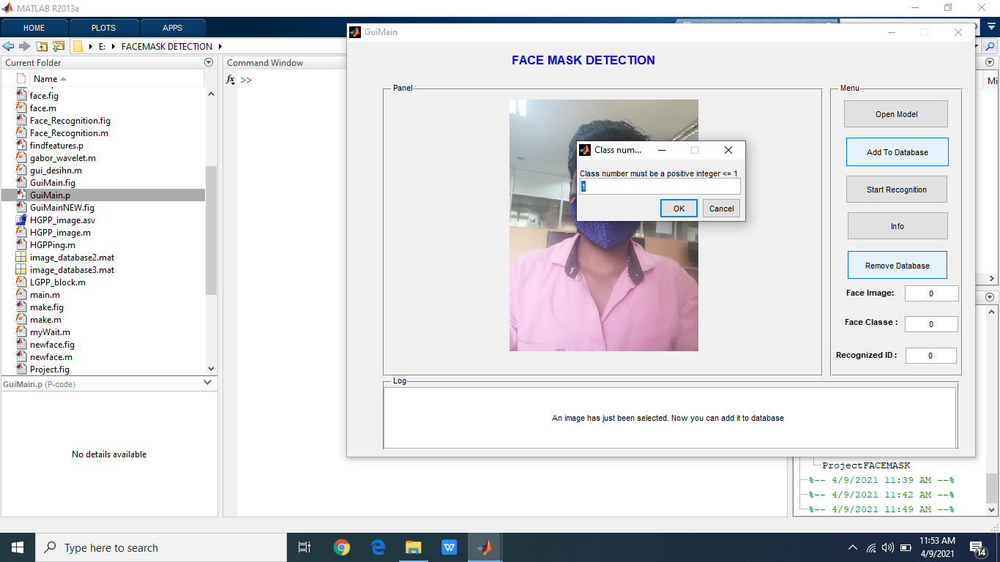 MATLAB R2013a
HOME PLOTS APPS
E: FACEMASK DETECTION
Current Folder
Name
face.fig
face.m
Face_Recognition.fig
Face_Recognition.m
findfeatures.p
gabor_wavelet.m
gui_desihn.m
GuiMain.fig
GuiMain.p
GuiMainNEW.fig
HGPP_image.asv
HGPP_image.m
HGPPing.m
image_database2.mat
image_database3.mat
LGPP_block.m
main.m
make.fig
make.m
myWait.m
newface.fig
newface.m
Project.fig
GuiMain.p (P-code)
No details available
Command Window
fx >>
GuiMain
FACE MASK DETECTION
Panel
Class num...
Class number must be a positive integer <= 1
1
OK Cancel
Menu
Open Model
Add To Database
Start Recognition
Info
Remove Database
Face Image: 0
Face Classe : 0
Recognized ID : 0
Log
An image has just been selected. Now you can add it to database
Mi
ProjectFACEMASK
%-- 4/9/2021 11:39 AM --%
%-- 4/9/2021 11:42 AM --%
%-- 4/9/2021 11:49 AM --%
Type here to search
W
11:53 AM
4/9/2021
14